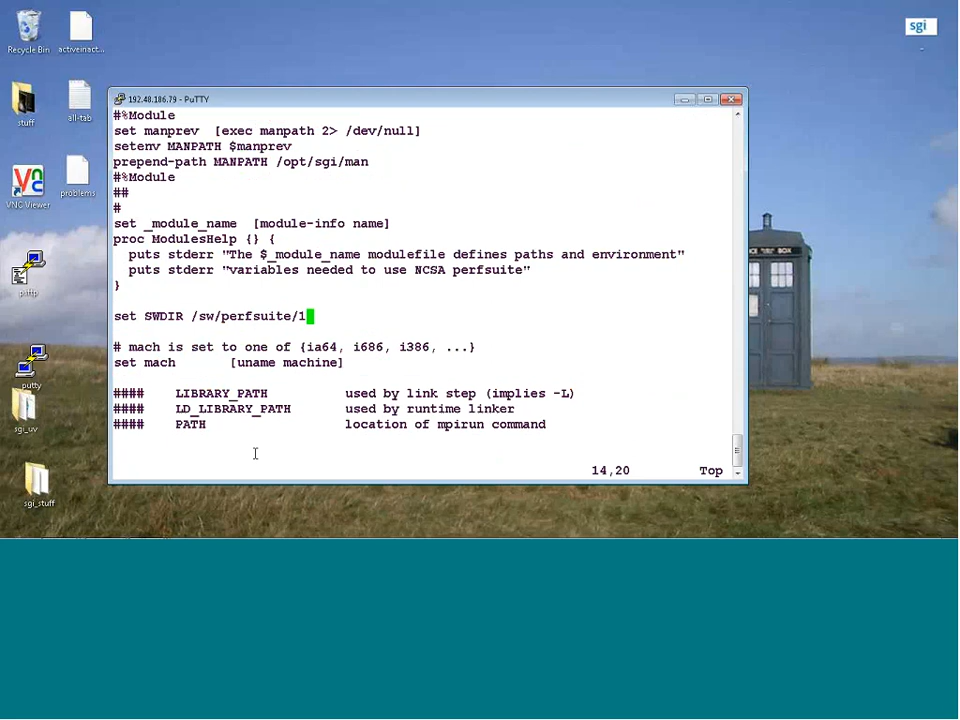 Recycle Bin
activeinact...
sgi
stuff
all-tab
VNC Viewer
problems
psftp
putty
sgi_uv
sgi_stuff
192.48.186.79 - PuTTY
#%Module
set manprev  [exec manpath 2> /dev/null]
setenv MANPATH $manprev
prepend-path MANPATH /opt/sgi/man
#%Module
##
#
set _module_name  [module-info name]
proc ModulesHelp {} {
  puts stderr "The $_module_name modulefile defines paths and environment"
  puts stderr "variables needed to use NCSA perfsuite"
}
set SWDIR /sw/perfsuite/1
# mach is set to one of {ia64, i686, i386, ...}
set mach       [uname machine]
####    LIBRARY_PATH          used by link step (implies -L)
####    LD_LIBRARY_PATH       used by runtime linker
####    PATH                  location of mpirun command
14,20         Top
POLICE BOX